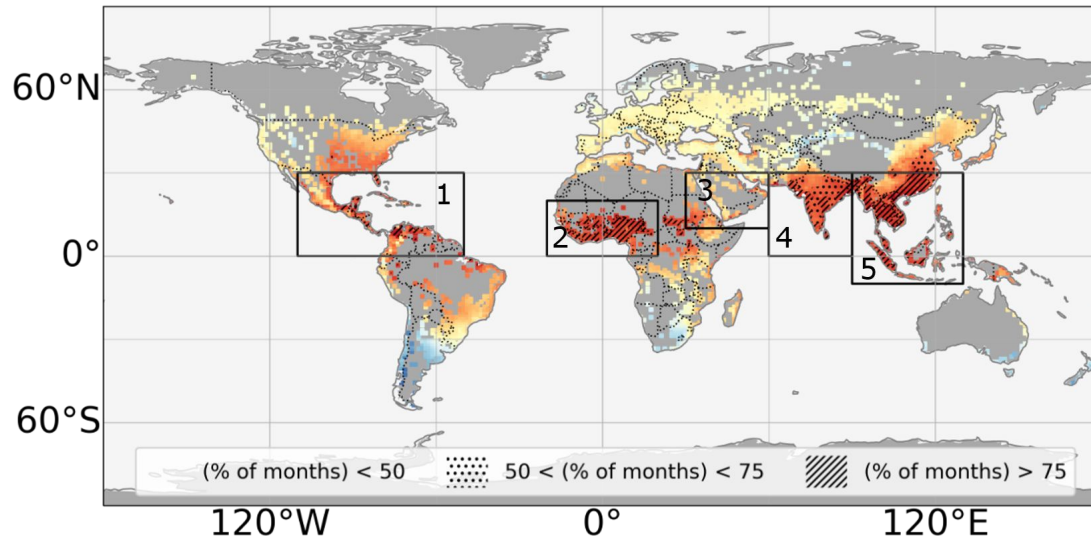 60°N
0°
60°S
1
2
3
4
5
(% of months) < 50
50 < (% of months) < 75
(% of months) > 75
120°W
0°
120°E